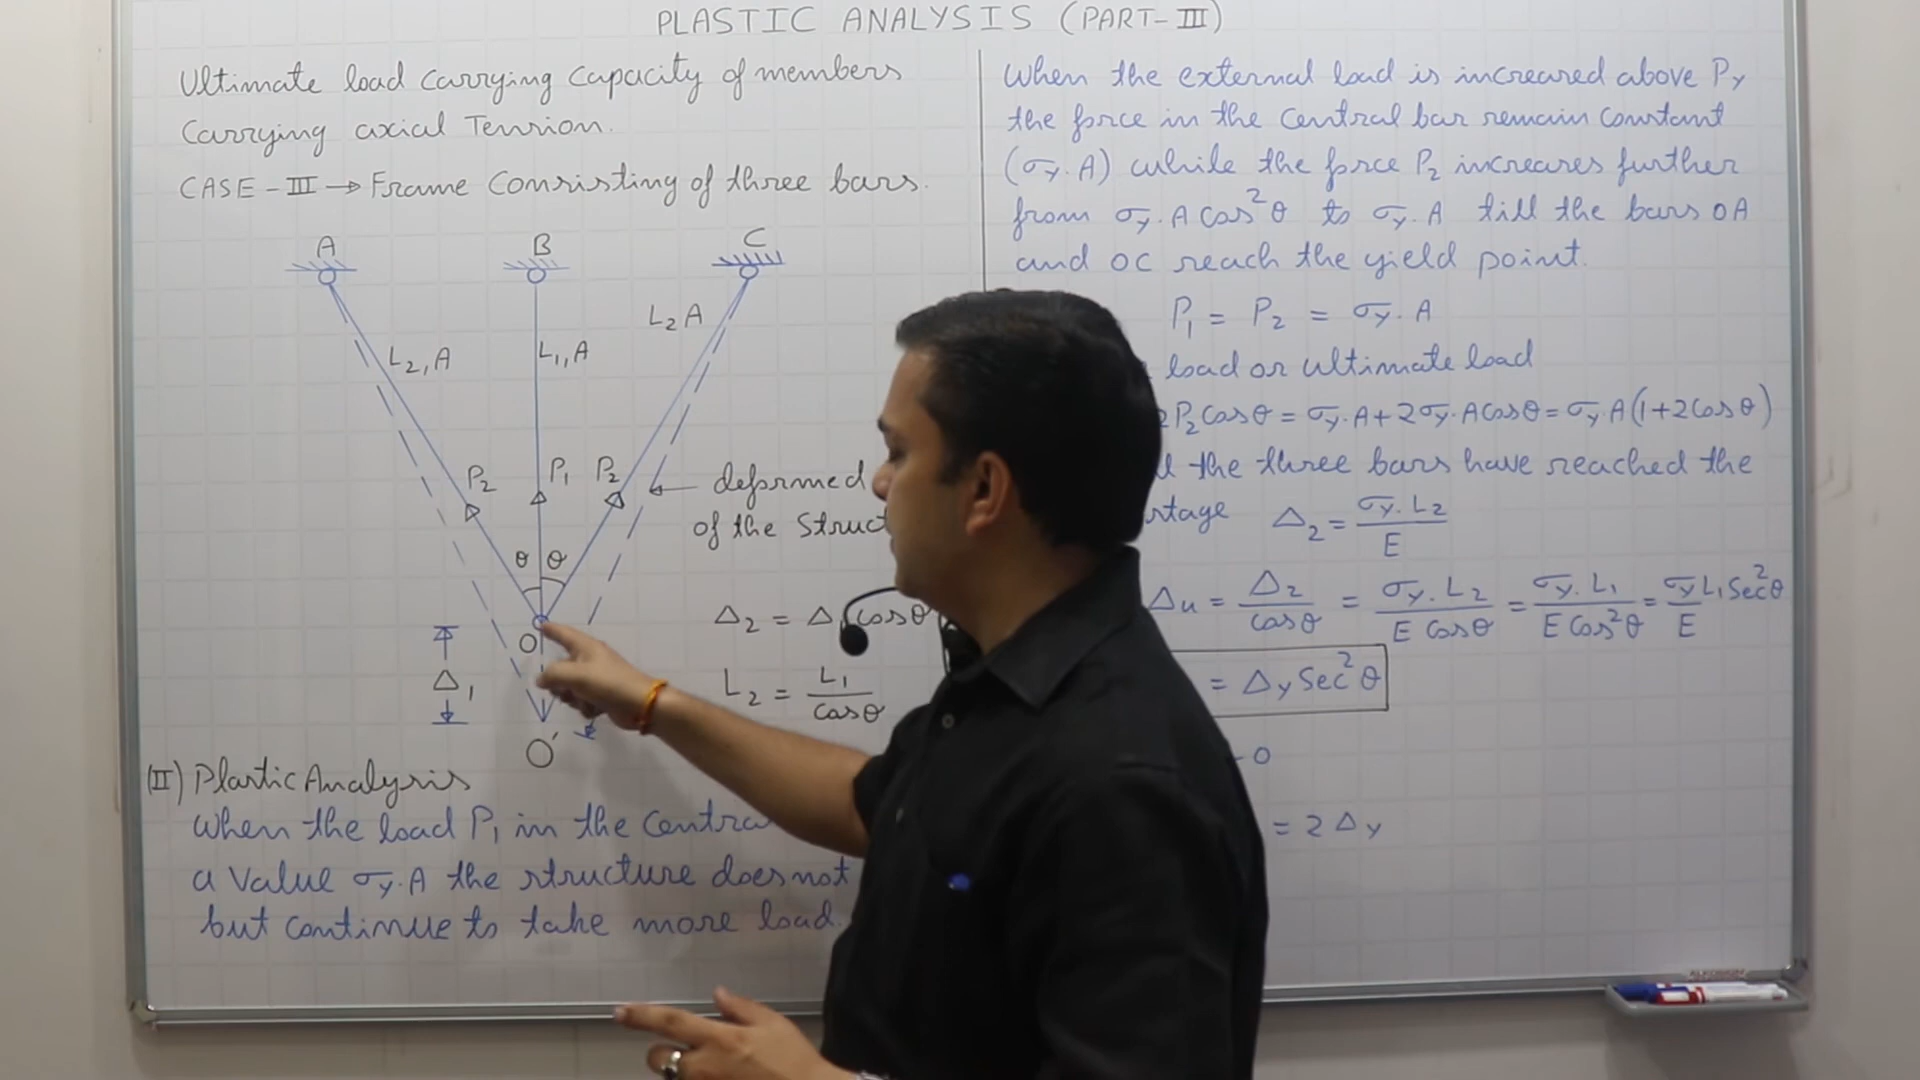 PLASTIC ANALYSIS (PART-III)
Ultimate load carrying capacity of members
carrying axial Tension.
CASE-III → Frame Consisting of three bars.
A B C
L₂, A
L₁, A
L₂ A
P₂ P₁ P₂
θ θ
deformed
of the Struct
O
Δ₁
O′
Δ₂ = Δ cosθ
L₂ = L₁ / cosθ
(II) Plastic Analysis
When the load P₁ in the Centra
a value σy.A the structure does not
but continue to take more load.
When the external load is increased above Py
the force in the central bar remain constant
(σy.A) while the force P₂ increases further
from σy.A cos²θ to σy.A till the bars OA
and OC reach the yield point.
P₁ = P₂ = σy.A
load or ultimate load
2P₂cosθ = σy.A + 2σy.Acosθ = σy.A(1+2cosθ)
the three bars have reached the
stage Δ₂ = σy.L₂ / E
Δu = Δ₂ / cosθ = σy.L₂ / E cosθ = σy.L₁ / E cos²θ = σyL₁ Sec²θ / E
= Δy Sec²θ
= 2Δy